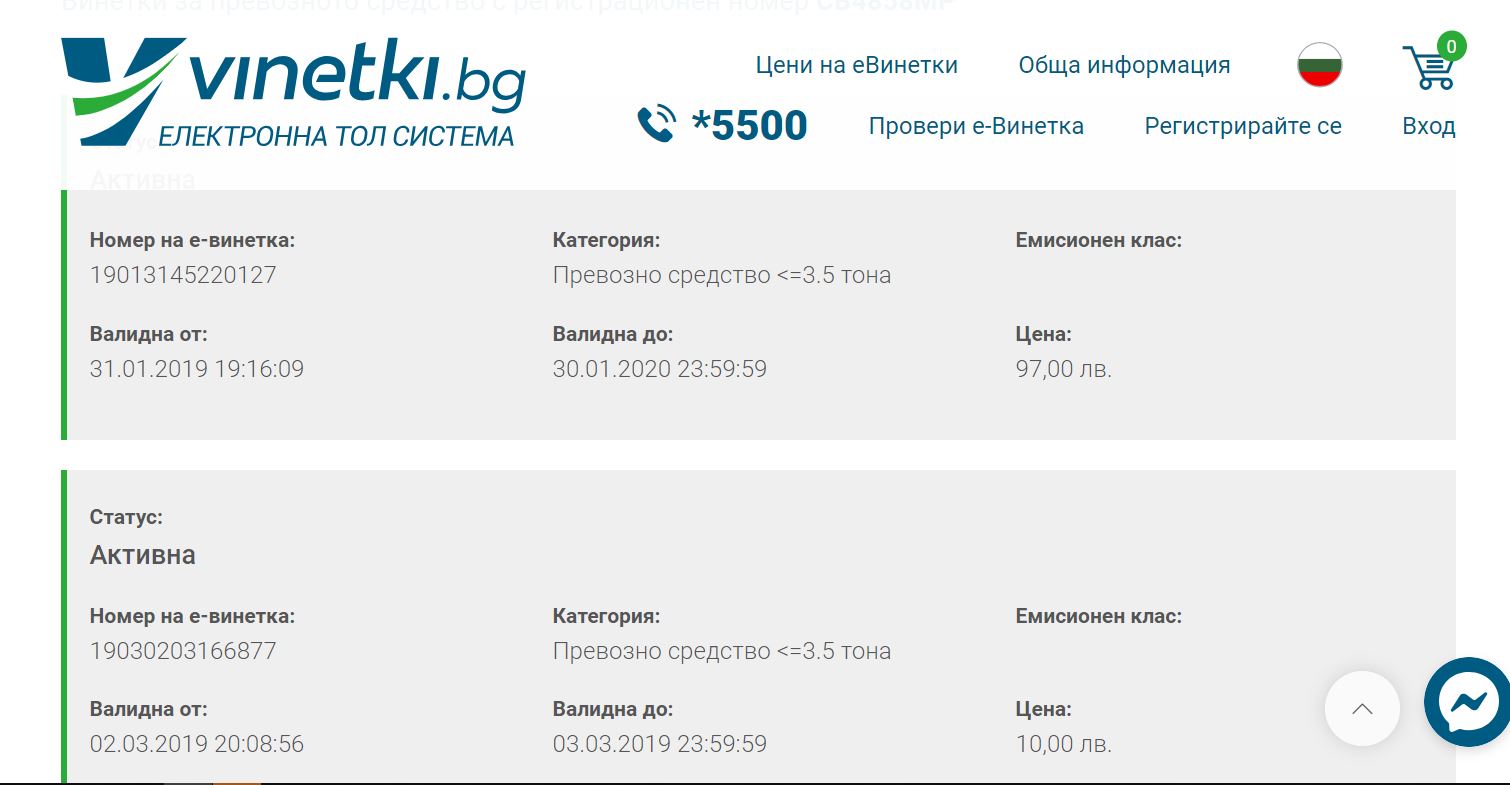 Винетки за превозното средство с регистрационен номер
vinetki.bg
ЕЛЕКТРОННА ТОЛ СИСТЕМА
Цени на еВинетки
Обща информация
0
*5500
Провери е-Винетка
Регистрирайте се
Вход
Активна
Номер на е-винетка:
Категория:
Емисионен клас:
19013145220127
Превозно средство <=3.5 тона
Валидна от:
Валидна до:
Цена:
31.01.2019 19:16:09
30.01.2020 23:59:59
97,00 лв.
Статус:
Активна
Номер на е-винетка:
Категория:
Емисионен клас:
19030203166877
Превозно средство <=3.5 тона
Валидна от:
Валидна до:
Цена:
02.03.2019 20:08:56
03.03.2019 23:59:59
10,00 лв.